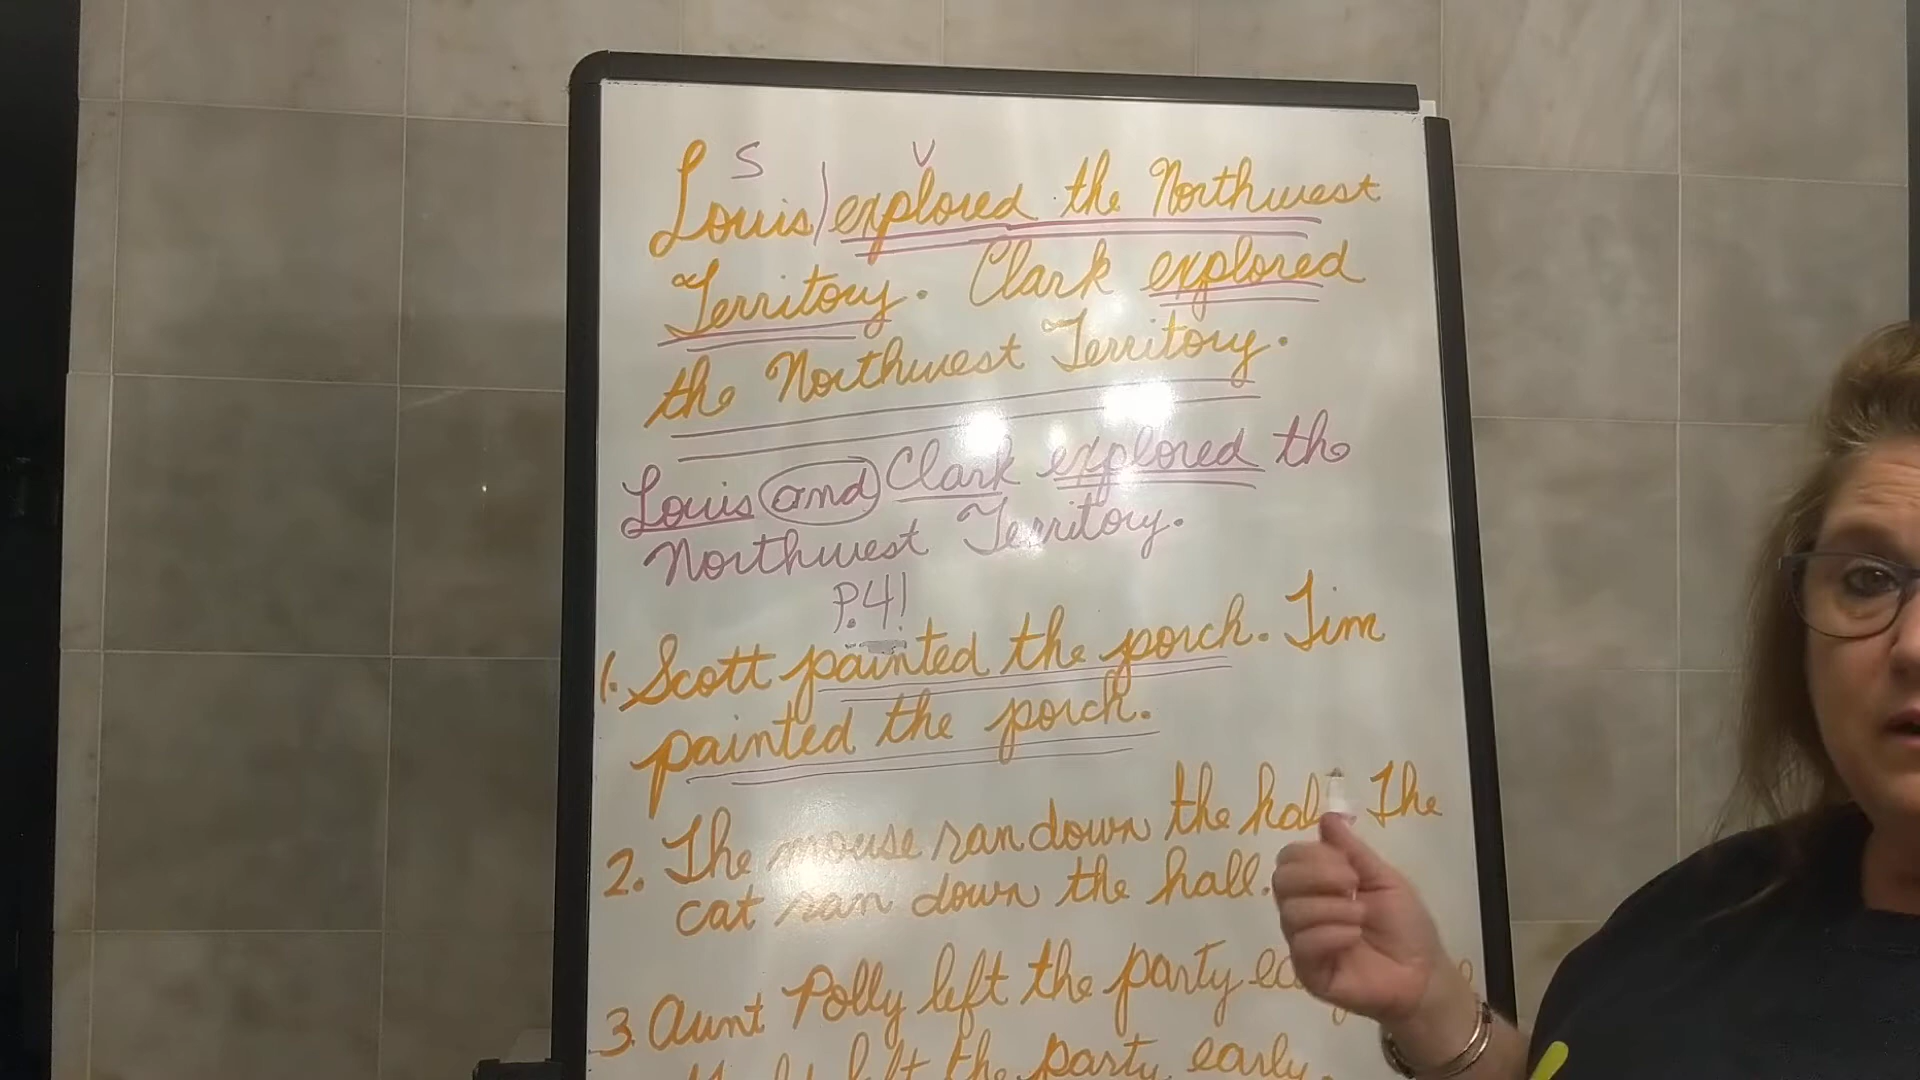 S V
Louis/explored the Northwest
Territory. Clark explored
the Northwest Territory.
Louis and Clark explored the
Northwest Territory.
P.41
1. Scott painted the porch. Tim
painted the porch.
2. The mouse ran down the hall. The
cat ran down the hall.
3. Aunt Polly left the party
left the party early.